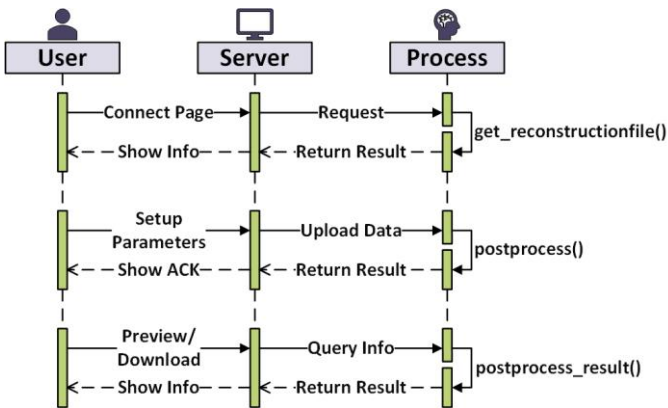 User
Server
Process
Connect Page
Request
get_reconstructionfile()
Show Info
Return Result
Setup
Parameters
Upload Data
postprocess()
Show ACK
Return Result
Preview/
Download
Query Info
postprocess_result()
Show Info
Return Result